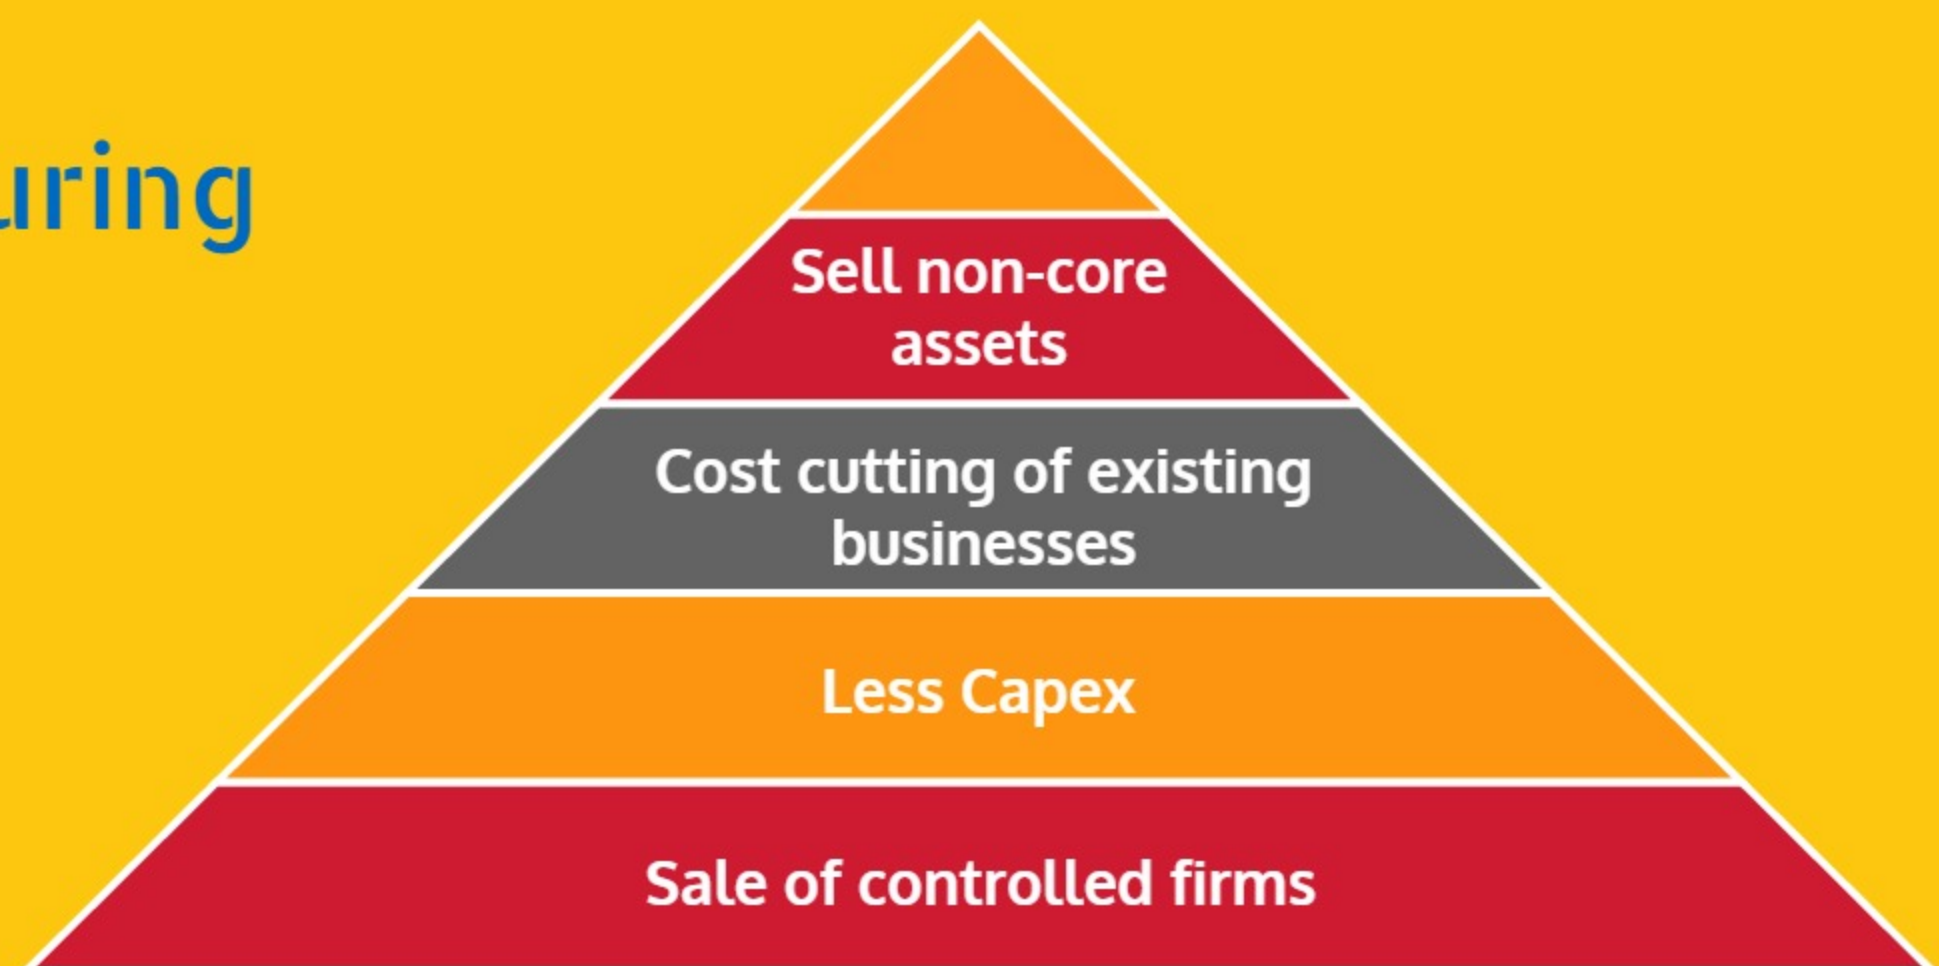 uring
Sell non-core
assets
Cost cutting of existing
businesses
Less Capex
Sale of controlled firms